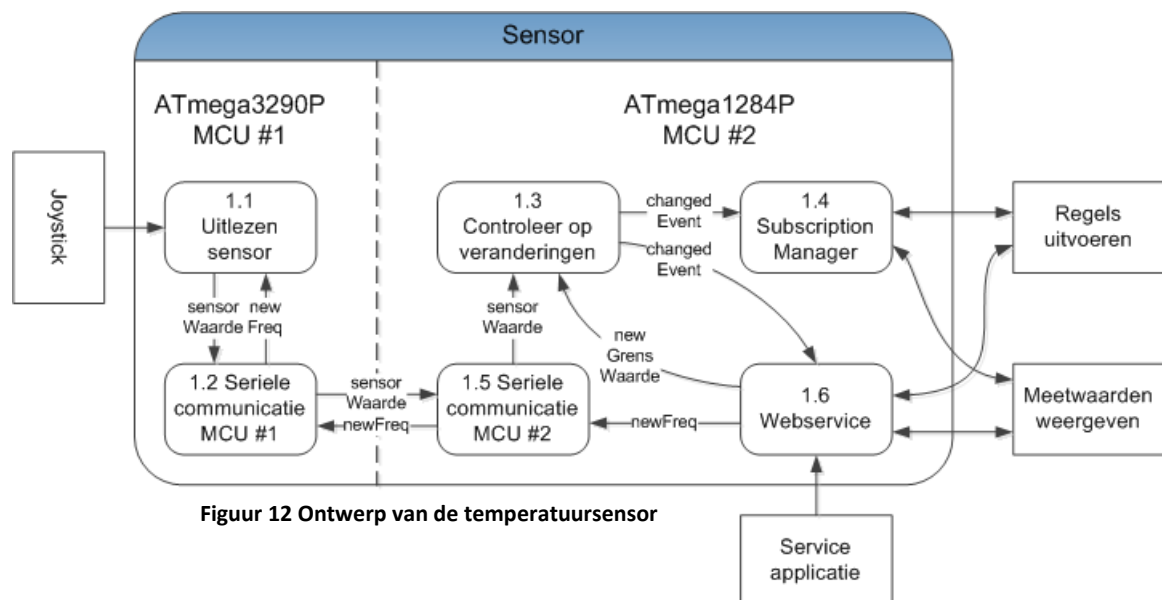 Sensor
ATmega3290P
MCU #1
ATmega1284P
MCU #2
Joystick
1.1
Uitlezen
sensor
1.3
Controleer op
veranderingen
changed
Event
changed
Event
1.4
Subscription
Manager
Regels
uitvoeren
sensor
Waarde
new
Freq
sensor
Waarde
new
Grens
Waarde
1.2 Seriele
communicatie
MCU #1
sensor
Waarde
newFreq
1.5 Seriele
communicatie
MCU #2
newFreq
1.6
Webservice
Meetwaarden
weergeven
Figuur 12 Ontwerp van de temperatuursensor
Service
applicatie